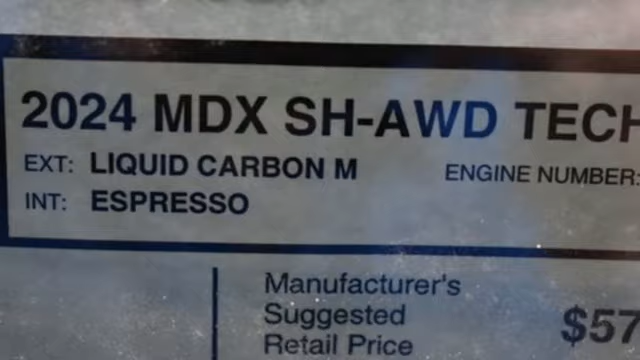 2024 MDX SH-AWD TECH
EXT: LIQUID CARBON M
ENGINE NUMBER:
INT: ESPRESSO
Manufacturer's
Suggested
Retail Price
$57